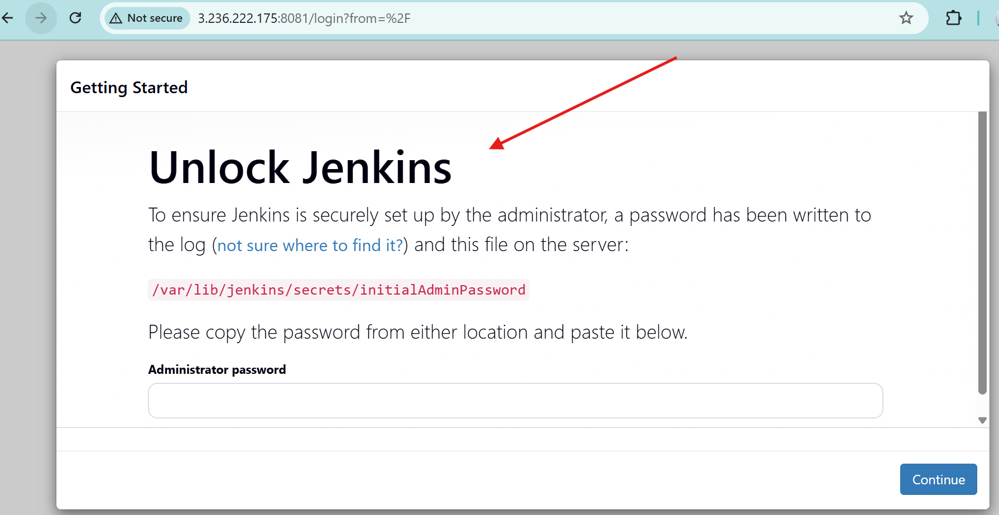 Not secure 3.236.222.175:8081/login?from=%2F
Getting Started
Unlock Jenkins
To ensure Jenkins is securely set up by the administrator, a password has been written to
the log (not sure where to find it?) and this file on the server:
/var/lib/jenkins/secrets/initialAdminPassword
Please copy the password from either location and paste it below.
Administrator password
Continue